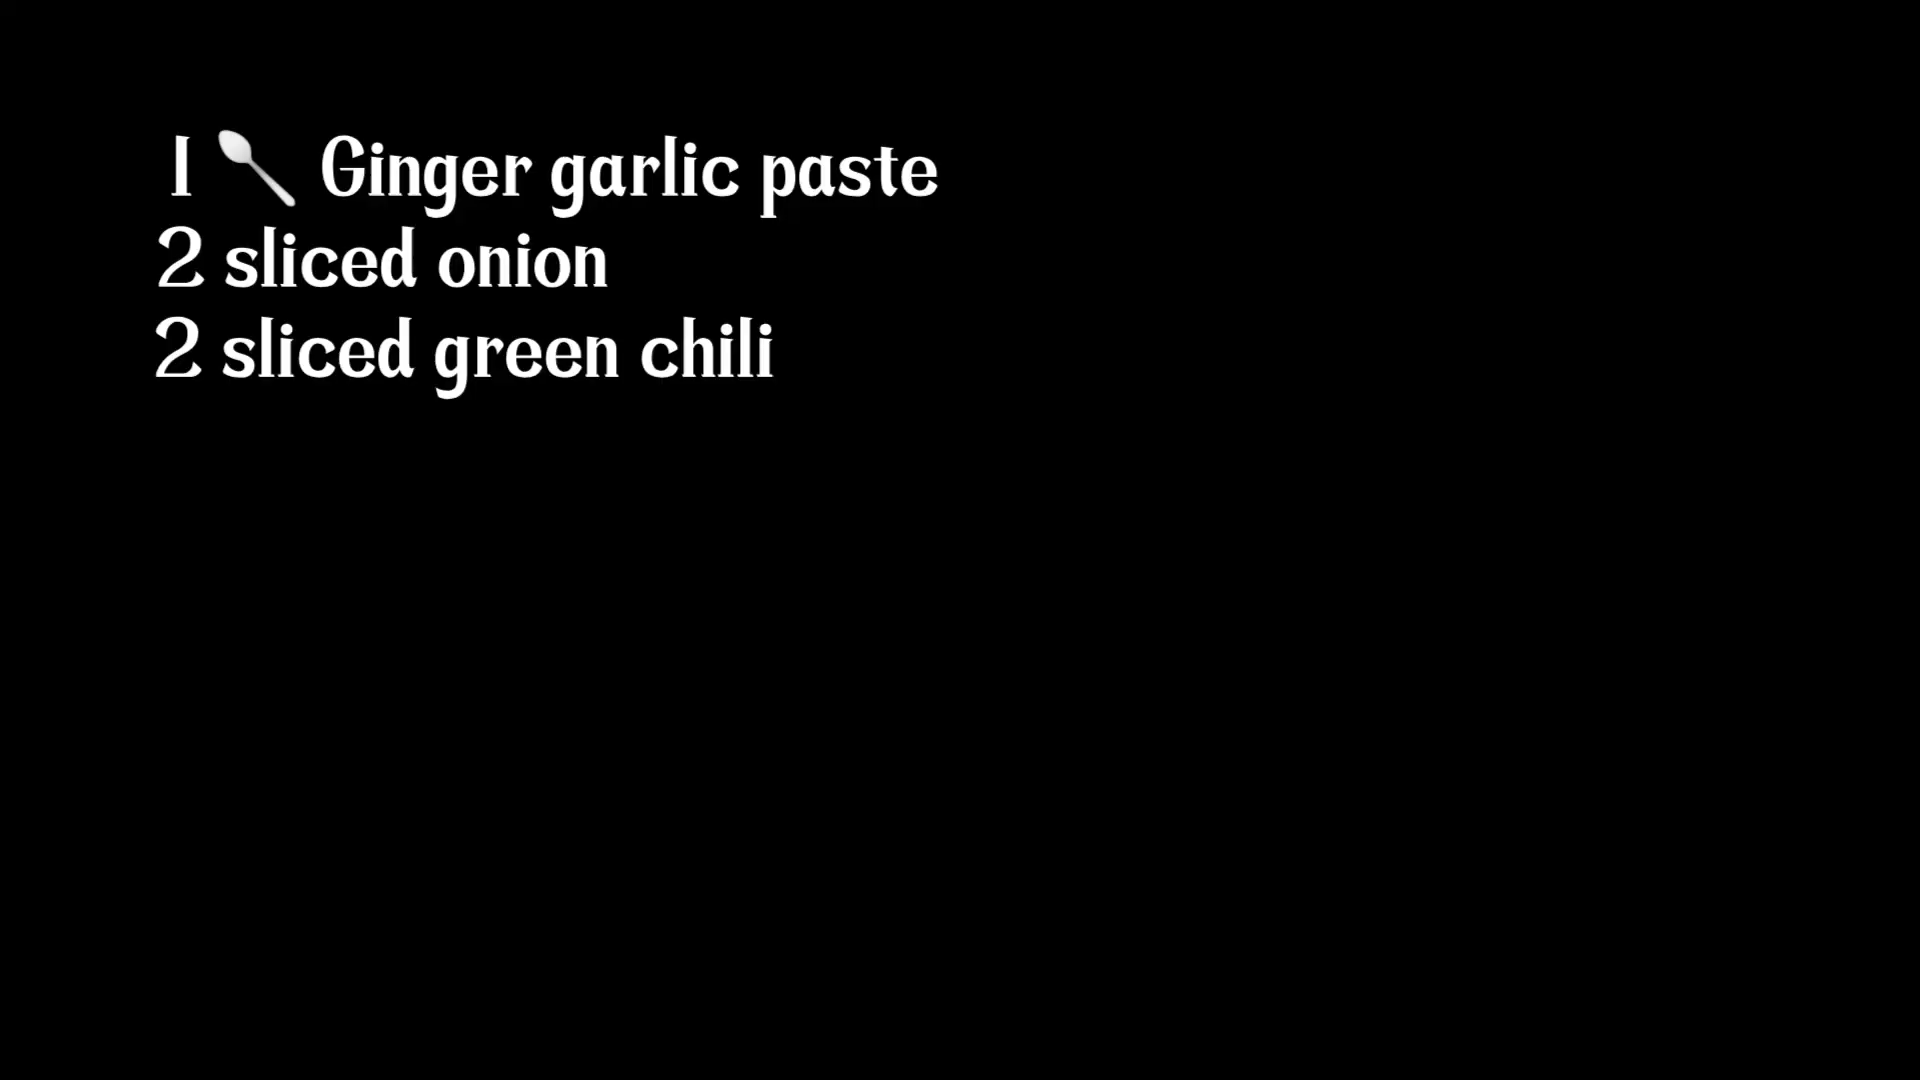 1 🥄 Ginger garlic paste
2 sliced onion
2 sliced green chili